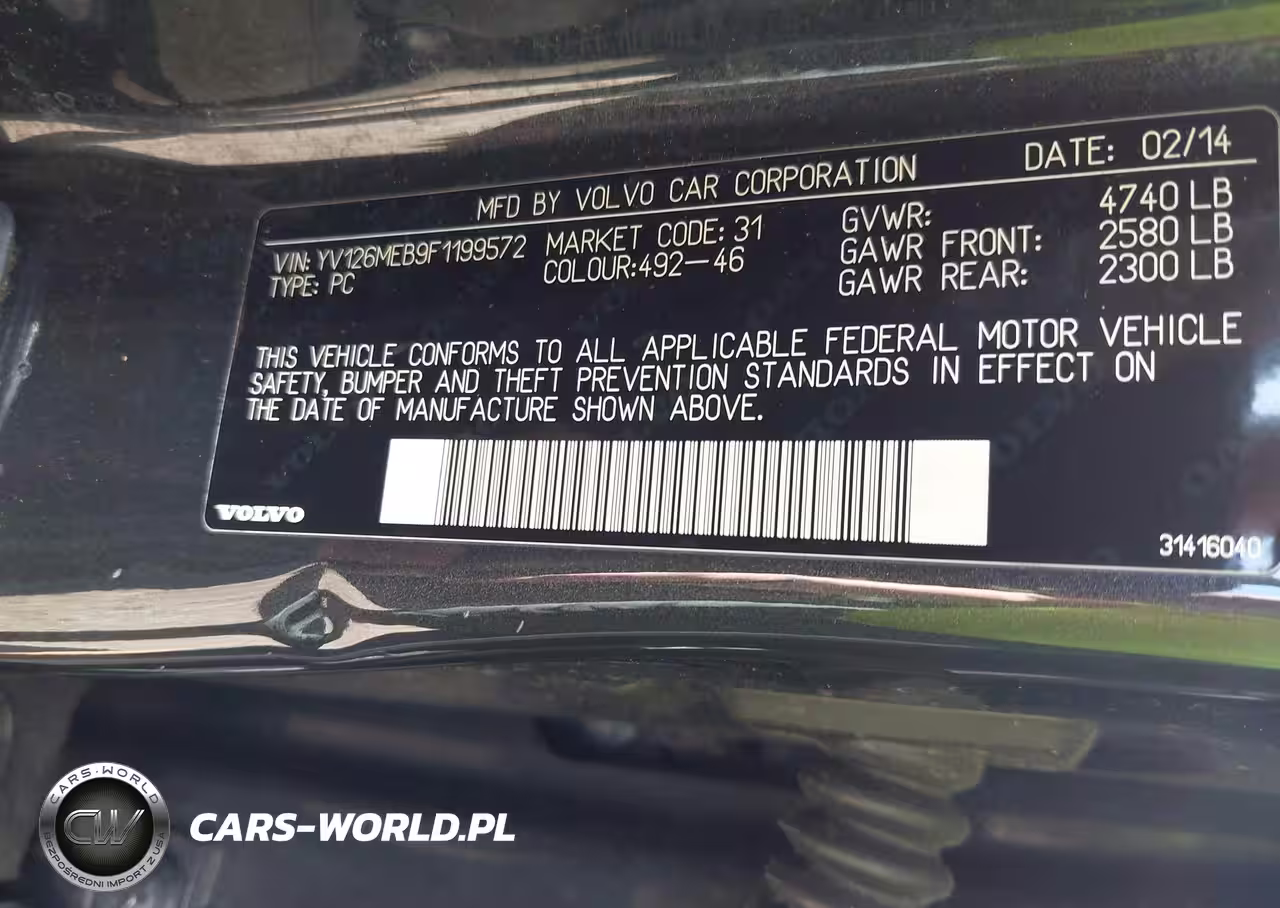 MFD BY VOLVO CAR CORPORATION DATE: 02/14
VIN: YV126MEB9F1199572 MARKET CODE: 31 GVWR: 4740 LB
TYPE: PC COLOUR:492-46 GAWR FRONT: 2580 LB
GAWR REAR: 2300 LB
THIS VEHICLE CONFORMS TO ALL APPLICABLE FEDERAL MOTOR VEHICLE
SAFETY, BUMPER AND THEFT PREVENTION STANDARDS IN EFFECT ON
THE DATE OF MANUFACTURE SHOWN ABOVE.
VOLVO
31416040
CARS·WORLD
CW
BEZPOŚREDNI IMPORT Z USA
CARS-WORLD.PL